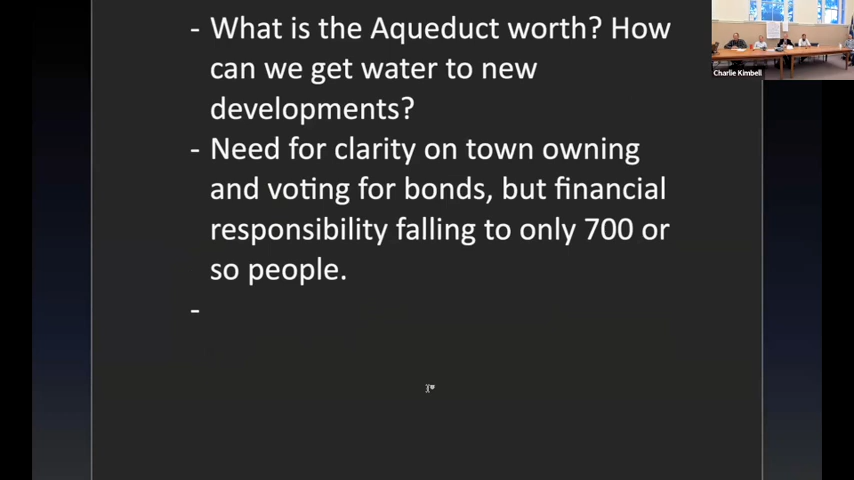 - What is the Aqueduct worth? How
can we get water to new
developments?
- Need for clarity on town owning
and voting for bonds, but financial
responsibility falling to only 700 or
so people.
-
Charlie Kimbell